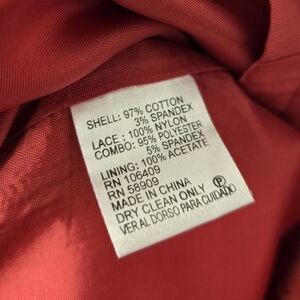 SHELL: 97% COTTON
3% SPANDEX
LACE : 100% NYLON
COMBO: 95% POLYESTER
5% SPANDEX
LINING: 100% ACETATE
RN 106409
RN 58909
MADE IN CHINA
DRY CLEAN ONLY Ⓟ
VER AL DORSO PARA CUIDADO